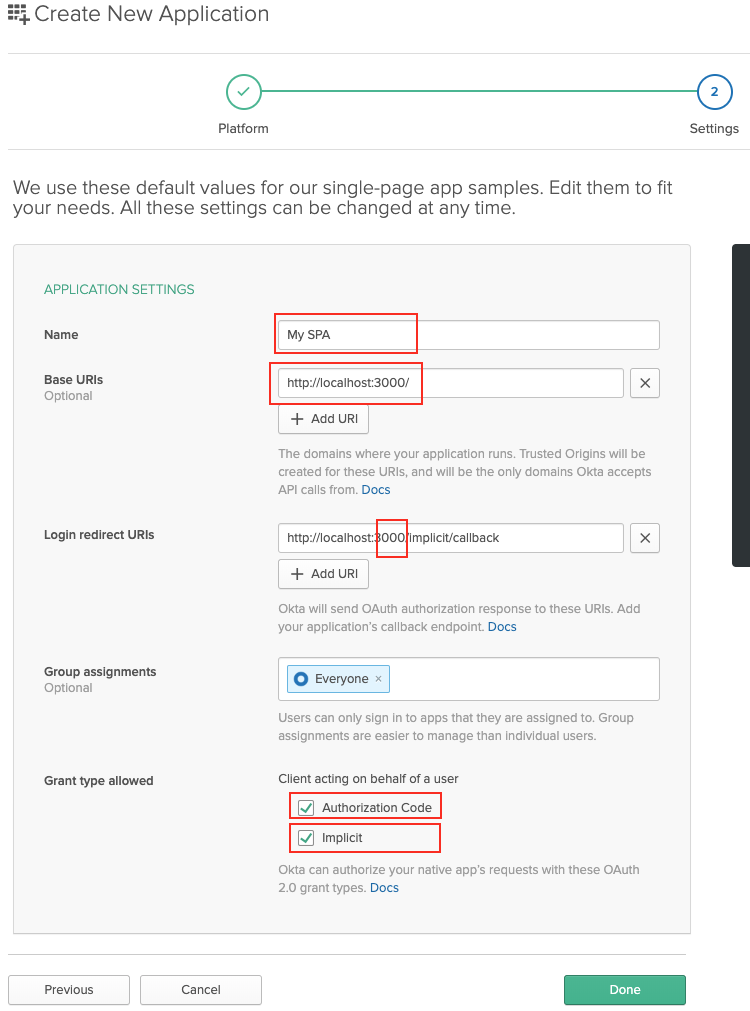 Create New Application
2
Platform
Settings
We use these default values for our single-page app samples. Edit them to fit
your needs. All these settings can be changed at any time.
APPLICATION SETTINGS
Name
My SPA
Base URIs
Optional
http://localhost:3000/
Add URI
The domains where your application runs. Trusted Origins will be
created for these URIs, and will be the only domains Okta accepts
API calls from. Docs
Login redirect URIs
http://localhost:3000/implicit/callback
Add URI
Okta will send OAuth authorization response to these URIs. Add
your application's callback endpoint. Docs
Group assignments
Optional
Everyone ×
Users can only sign in to apps that they are assigned to. Group
assignments are easier to manage than individual users.
Grant type allowed
Client acting on behalf of a user
Authorization Code
Implicit
Okta can authorize your native app's requests with these OAuth
2.0 grant types. Docs
Previous
Cancel
Done